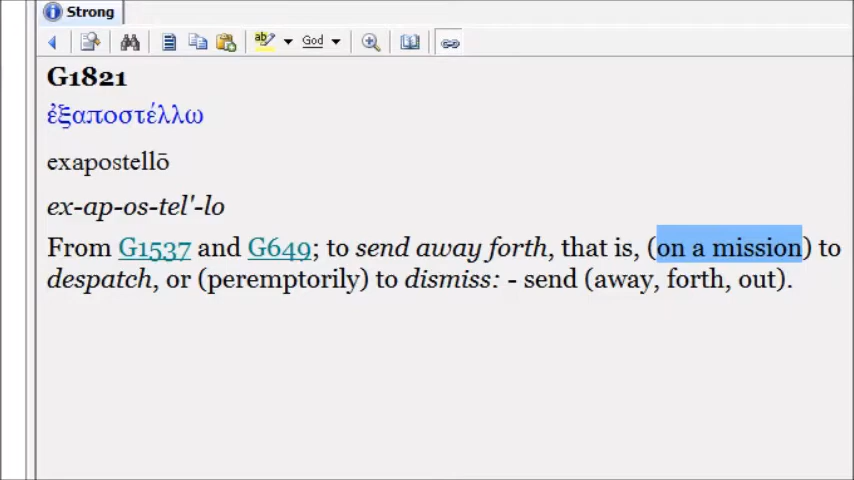 Strong
ab
God
G1821
ἐξαποστέλλω
exapostellō
ex-ap-os-tel'-lo
From G1537 and G649; to send away forth, that is, (on a mission) to
despatch, or (peremptorily) to dismiss: - send (away, forth, out).